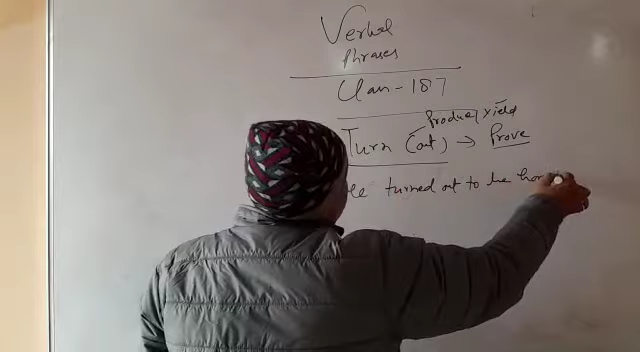 Verbal
Phrases
Class - 187
Produce, yield
Turn (out) → Prove
turned out to be